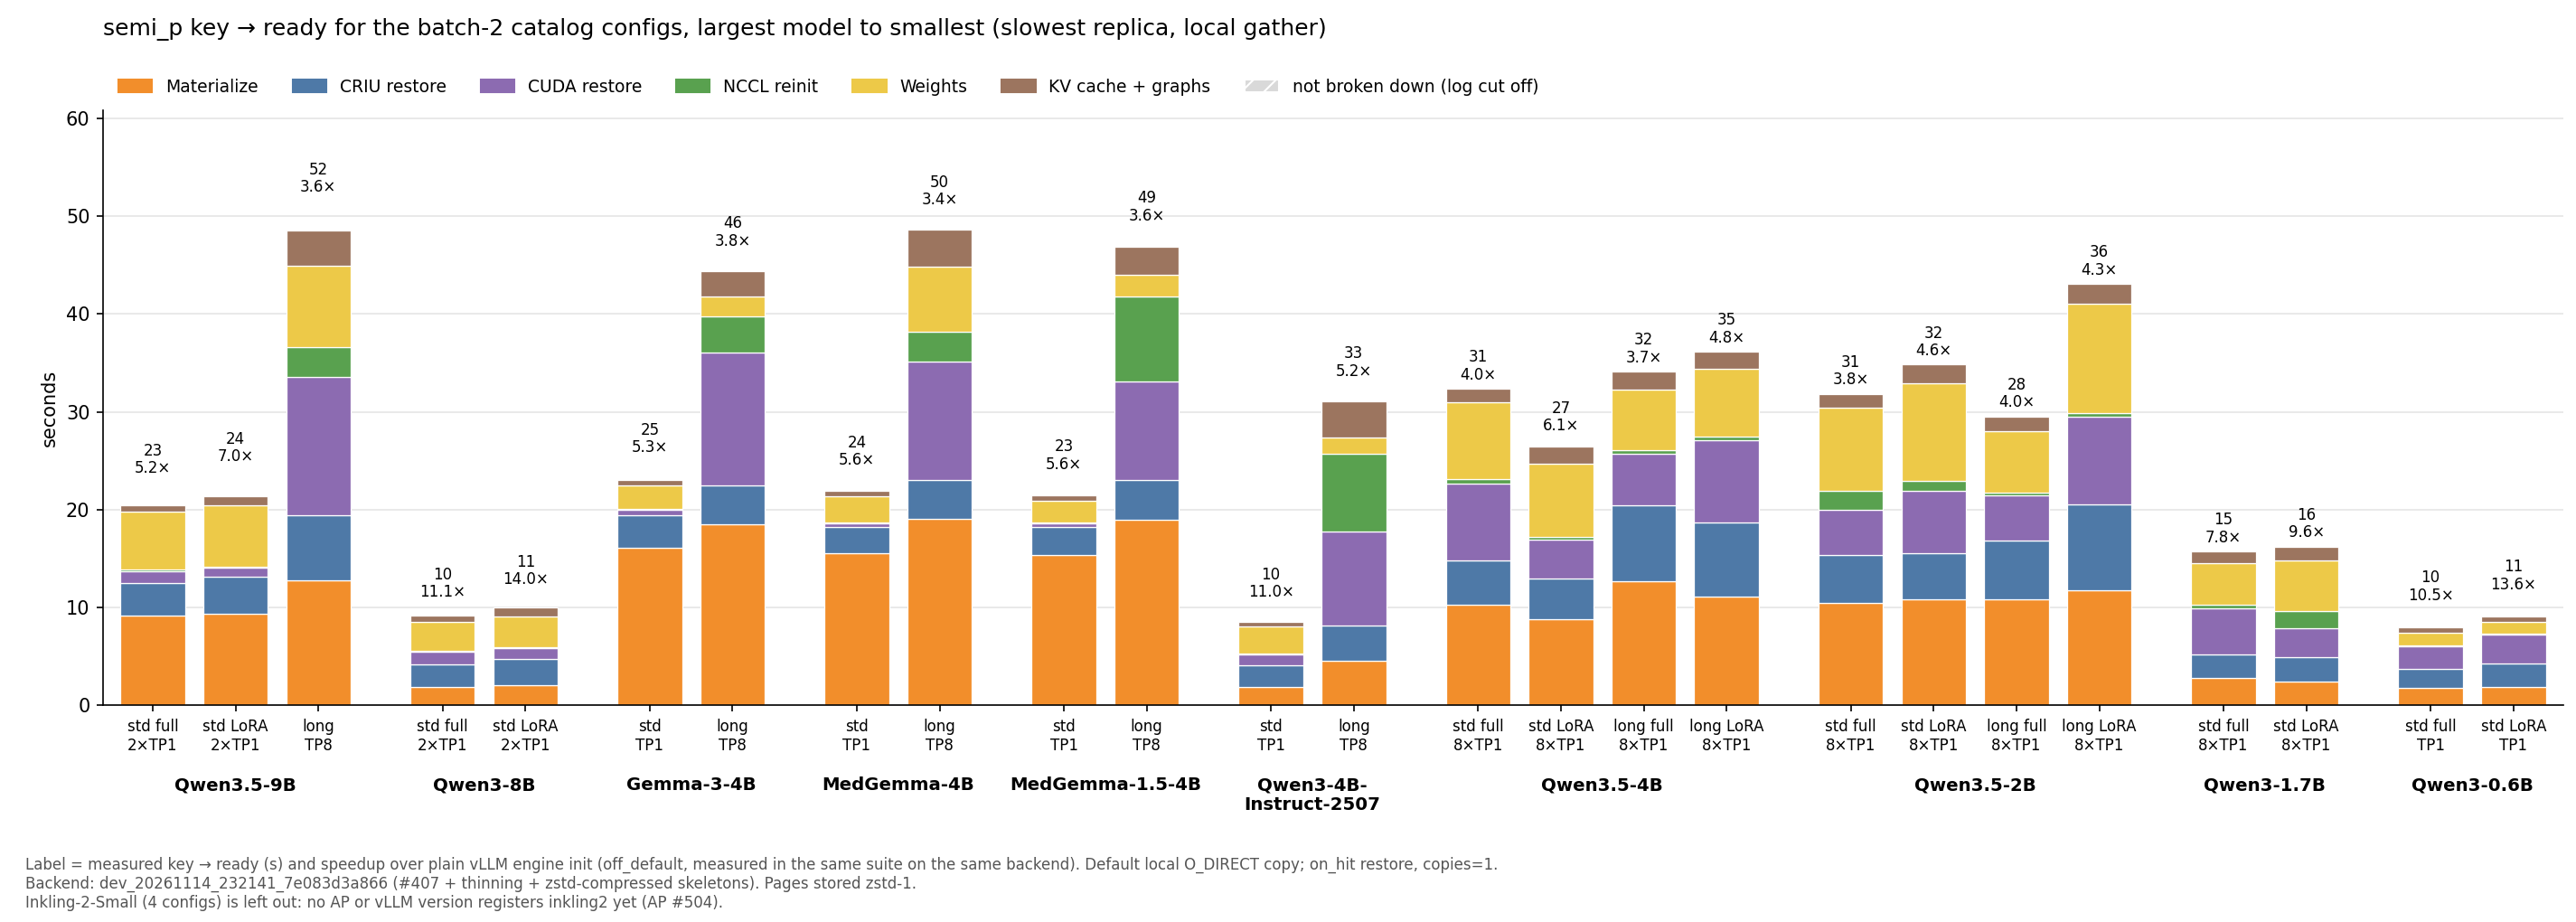 semi_p key → ready for the batch-2 catalog configs, largest model to smallest (slowest replica, local gather)
Materialize
CRIU restore
CUDA restore
NCCL reinit
Weights
KV cache + graphs
not broken down (log cut off)
seconds
60
50
40
30
20
10
0
23
5.2×
24
7.0×
52
3.6×
10
11.1×
11
14.0×
25
5.3×
46
3.8×
24
5.6×
50
3.4×
23
5.6×
49
3.6×
10
11.0×
33
5.2×
31
4.0×
27
6.1×
32
3.7×
35
4.8×
31
3.8×
32
4.6×
28
4.0×
36
4.3×
15
7.8×
16
9.6×
10
10.5×
11
13.6×
std full
2×TP1
std LoRA
2×TP1
long
TP8
std full
2×TP1
std LoRA
2×TP1
std
TP1
long
TP8
std
TP1
long
TP8
std
TP1
long
TP8
std
TP1
long
TP8
std full
8×TP1
std LoRA
8×TP1
long full
8×TP1
long LoRA
8×TP1
std full
8×TP1
std LoRA
8×TP1
long full
8×TP1
long LoRA
8×TP1
std full
8×TP1
std LoRA
8×TP1
std full
TP1
std LoRA
TP1
Qwen3.5-9B
Qwen3-8B
Gemma-3-4B
MedGemma-4B
MedGemma-1.5-4B
Qwen3-4B-
Instruct-2507
Qwen3.5-4B
Qwen3.5-2B
Qwen3-1.7B
Qwen3-0.6B
Label = measured key → ready (s) and speedup over plain vLLM engine init (off_default, measured in the same suite on the same backend). Default local O_DIRECT copy; on_hit restore, copies=1.
Backend: dev_20261114_232141_7e083d3a866 (#407 + thinning + zstd-compressed skeletons). Pages stored zstd-1.
Inkling-2-Small (4 configs) is left out: no AP or vLLM version registers inkling2 yet (AP #504).